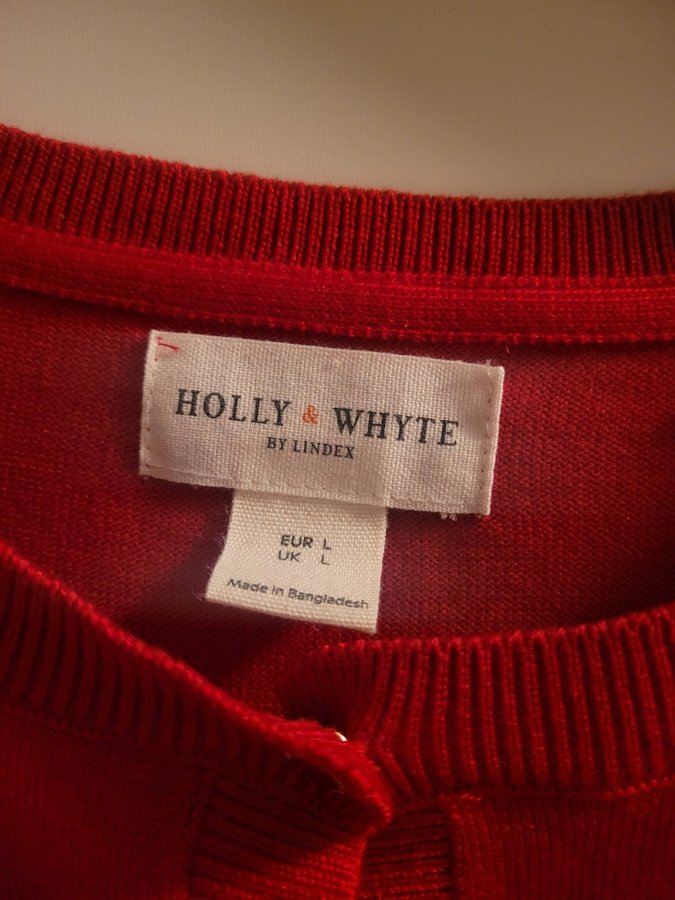 HOLLY & WHYTE
BY LINDEX
EUR L
UK L
Made in Bangladesh